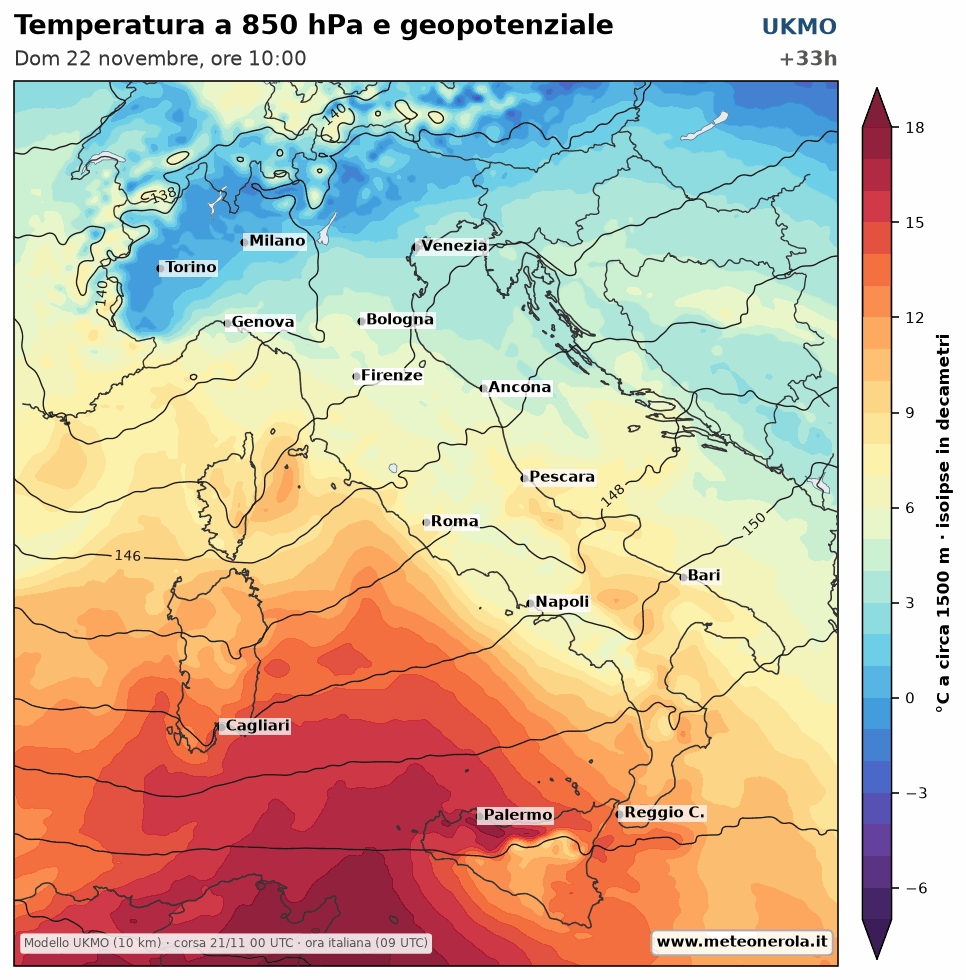 Temperatura a 850 hPa e geopotenziale
UKMO
Dom 22 novembre, ore 10:00
+33h
140
138
Milano
Venezia
Torino
140
Genova
Bologna
Firenze
Ancona
Pescara
148
Roma
150
146
Bari
Napoli
Cagliari
Palermo
Reggio C.
Modello UKMO (10 km) · corsa 21/11 00 UTC · ora italiana (09 UTC)
www.meteonerola.it
18
15
12
9
6
3
0
−3
−6
°C a circa 1500 m · isoipse in decametri